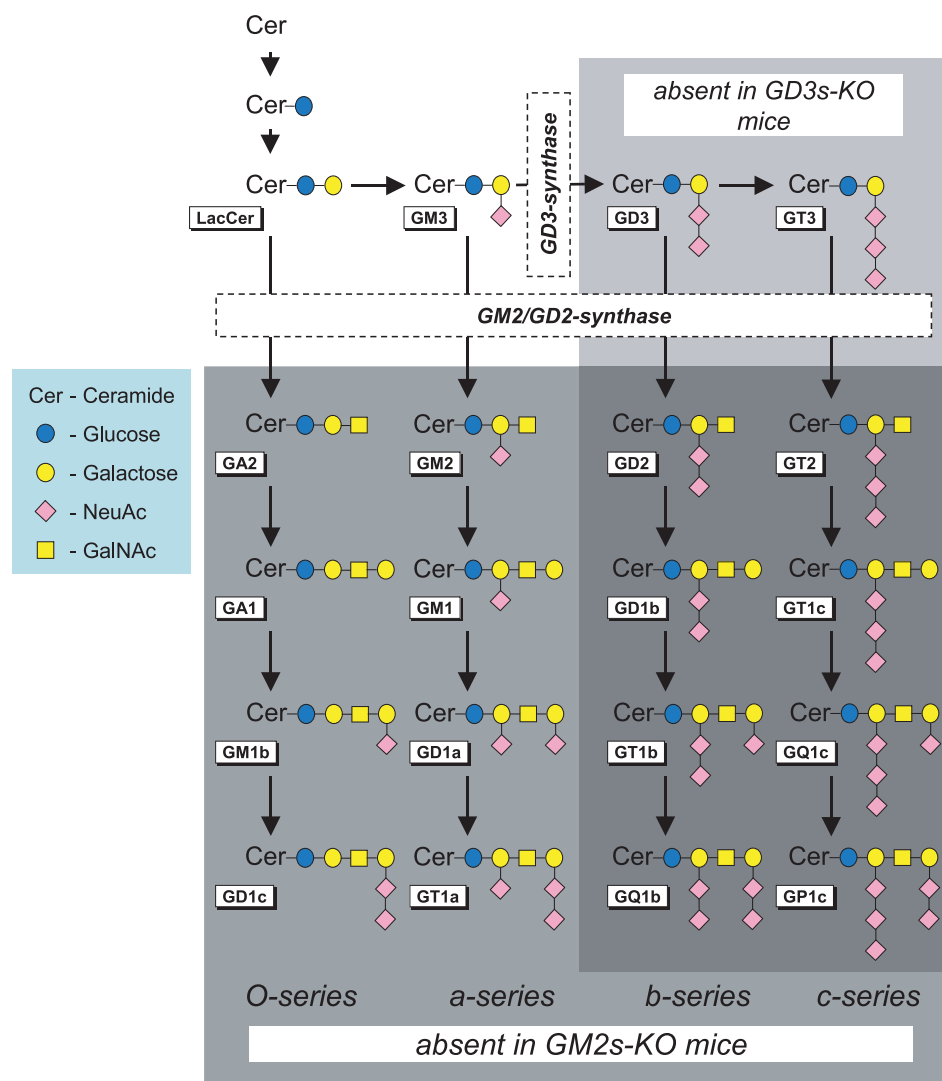 Cer
absent in GD3s-KO
mice
Cer
GD3-synthase
Cer
Cer
Cer
Cer
LacCer
GM3
GD3
GT3
GM2/GD2-synthase
Cer - Ceramide
- Glucose
- Galactose
- NeuAc
- GalNAc
Cer
Cer
Cer
Cer
GA2
GM2
GD2
GT2
Cer
Cer
Cer
Cer
GA1
GM1
GD1b
GT1c
Cer
Cer
Cer
Cer
GM1b
GD1a
GT1b
GQ1c
Cer
Cer
Cer
Cer
GD1c
GT1a
GQ1b
GP1c
O-series
a-series
b-series
c-series
absent in GM2s-KO mice